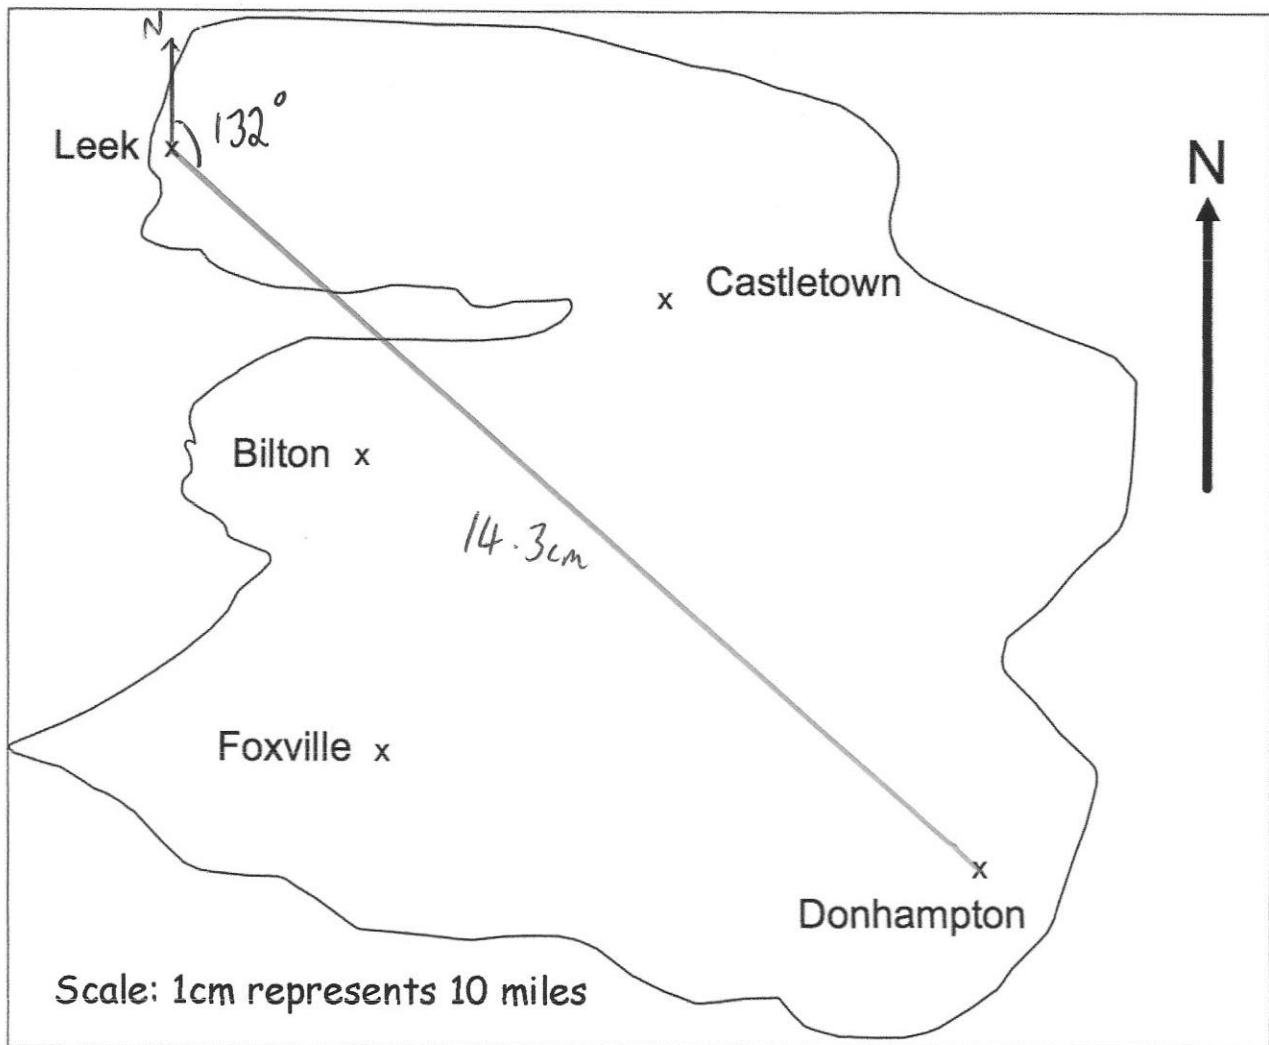 N
132°
Leek x
N
x Castletown
Bilton x
14.3cm
Foxville x
x
Donhampton
Scale: 1cm represents 10 miles